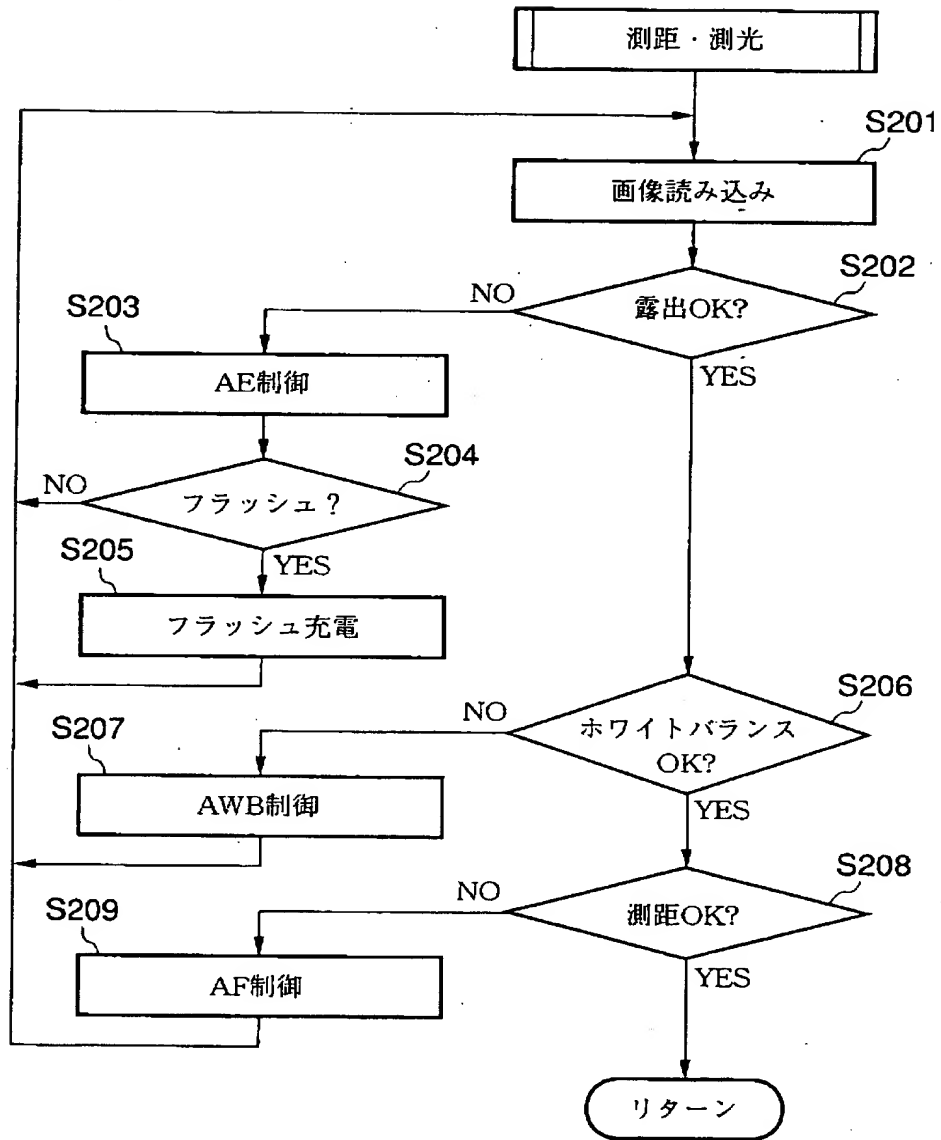 測距・測光
S201
画像読み込み
S202
露出OK?
NO
YES
S203
AE制御
S204
フラッシュ?
NO
YES
S205
フラッシュ充電
S206
ホワイトバランス
OK?
NO
YES
S207
AWB制御
S208
測距OK?
NO
YES
S209
AF制御
リターン